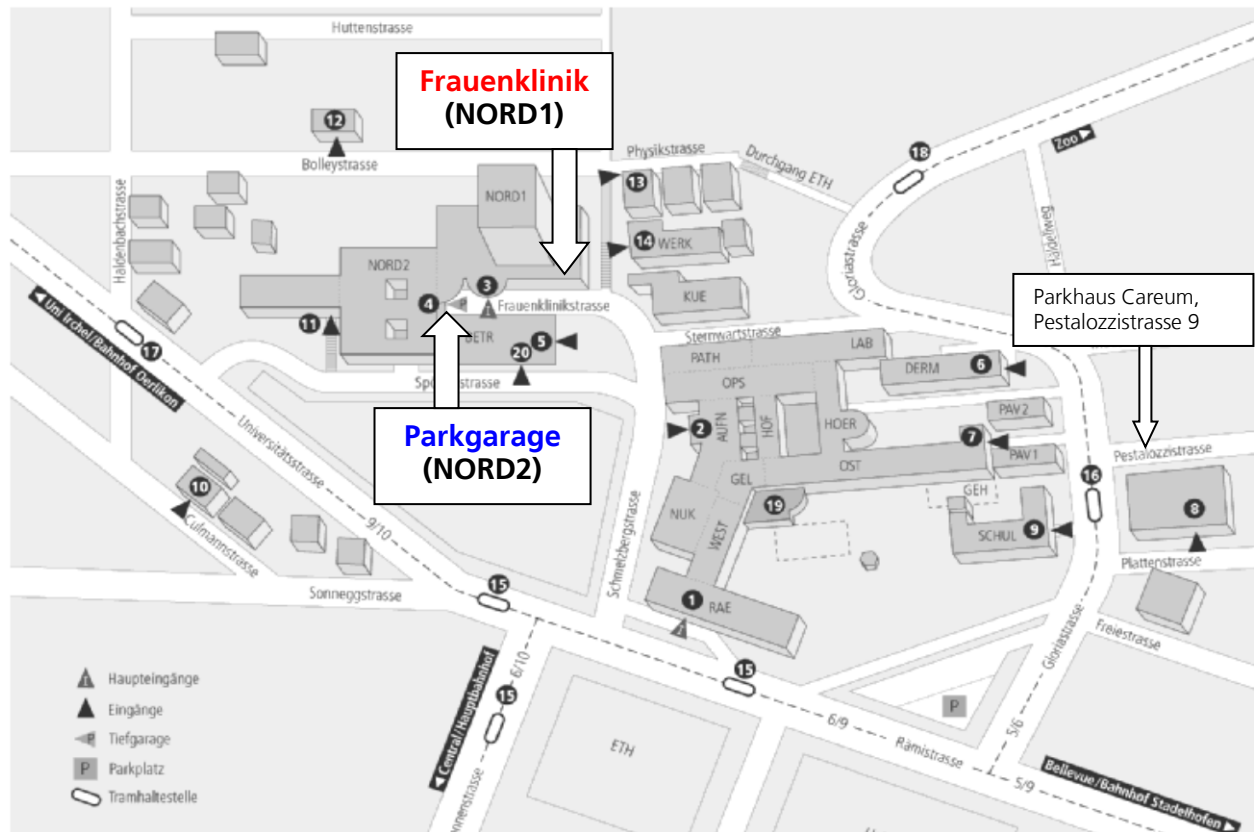 Huttenstrasse
Frauenklinik
(NORD1)
12
Bolleystrasse
Physikstrasse
Durchgang ETH
18
Zoo
13
Haldenbachstrasse
NORD1
14
WERK
Gloriastrasse
Haldelweg
NORD2
3
4
P
Frauenklinikstrasse
KUE
Parkhaus Careum,
Pestalozzistrasse 9
Uni Irchel/Bahnhof Oerlikon
17
11
5
20
Sternwartstrasse
PATH
LAB
DERM
6
OPS
Parkgarage
(NORD2)
2
AUFN
HOF
HOER
7
PAV2
PAV1
Pestalozzistrasse
Universitätsstrasse
9/10
10
Culmannstrasse
GEL
OST
GEH
16
NUK
WEST
19
SCHUL
9
8
Plattenstrasse
Schmelzbergstrasse
Sonneggstrasse
15
1
RAE
Gloriastrasse
Freiestrasse
Haupteingänge
Eingänge
P
Tiefgarage
P
Parkplatz
Tramhaltestelle
6/10
15
Central/Hauptbahnhof
ETH
15
6/9
Rämistrasse
P
5/6
5/9
Bellevue/Bahnhof Stadelhofen